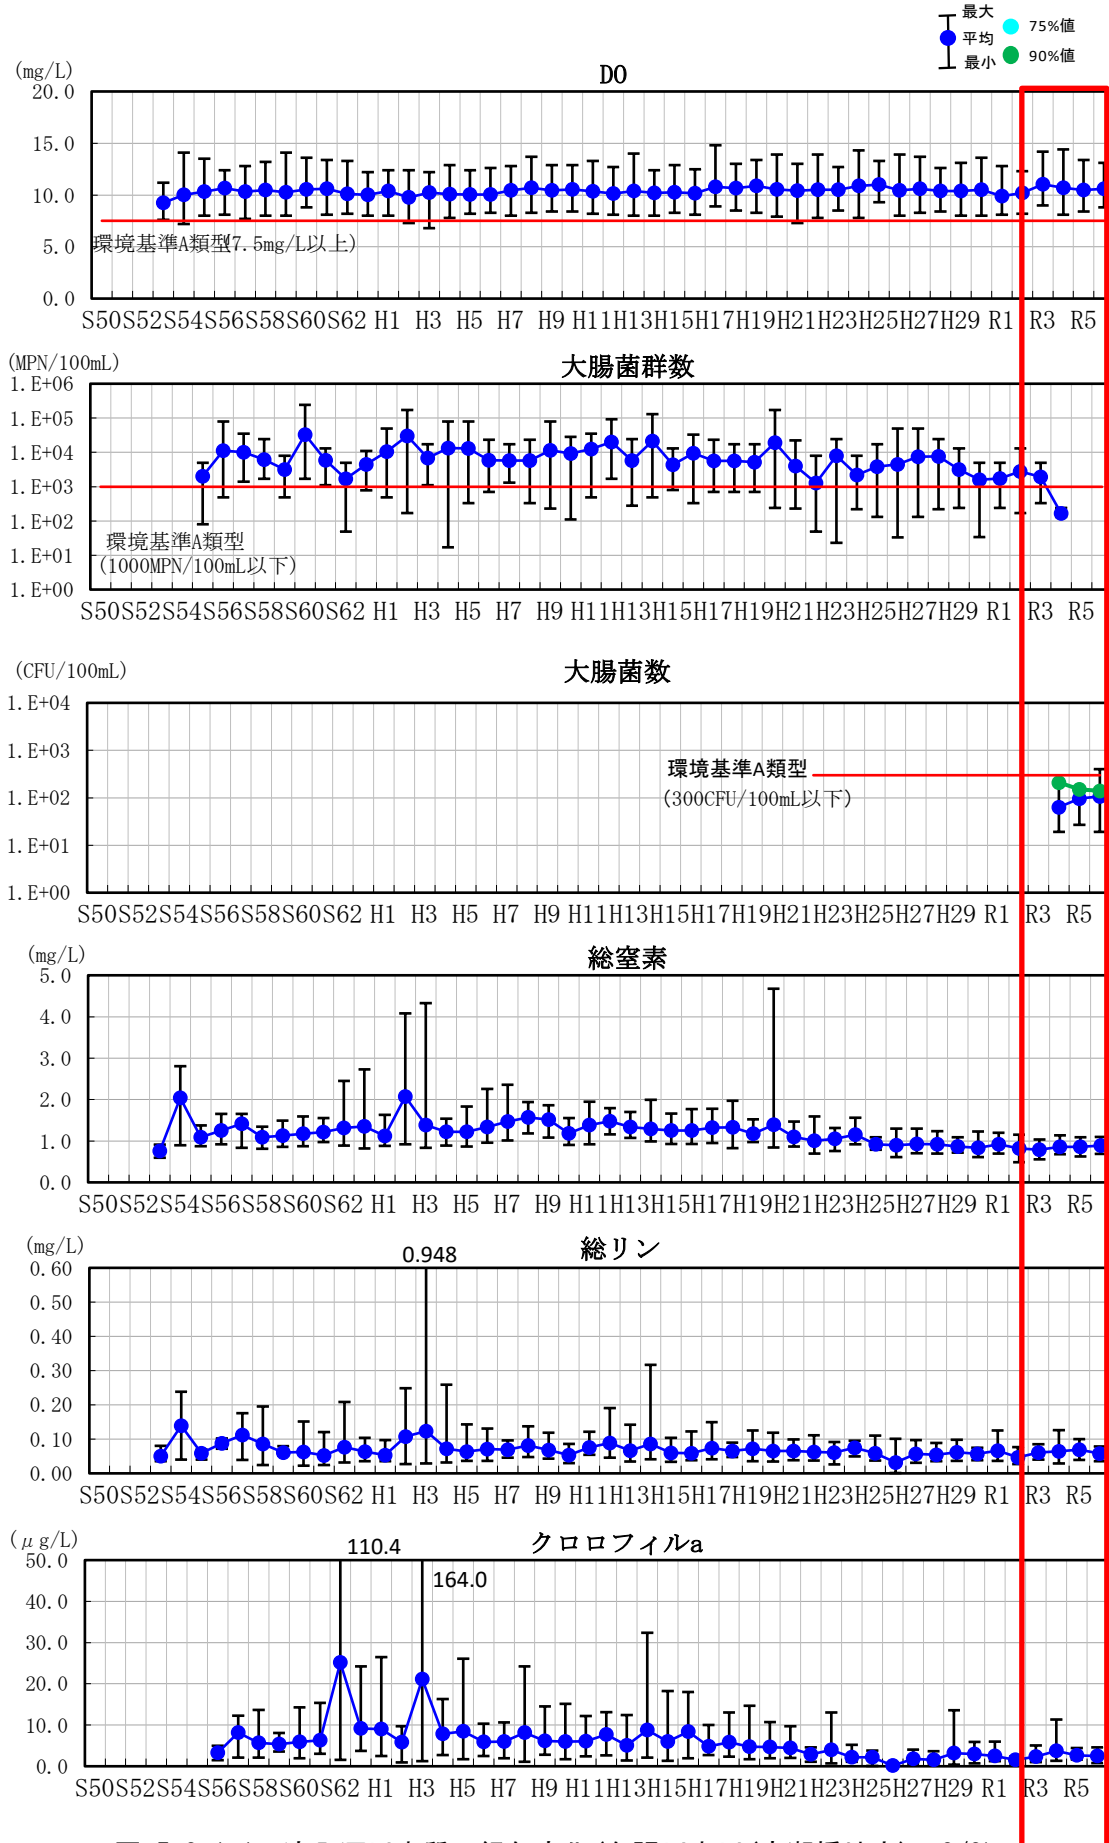 最大
平均
最小
75%値
90%値
(mg/L)
DO
20.0
15.0
10.0
5.0
0.0
環境基準A類型(7.5mg/L以上)
S50S52S54S56S58S60S62 H1 H3 H5 H7 H9 H11H13H15H17H19H21H23H25H27H29 R1 R3 R5
(MPN/100mL)
大腸菌群数
1.E+06
1.E+05
1.E+04
1.E+03
1.E+02
1.E+01
1.E+00
環境基準A類型
(1000MPN/100mL以下)
S50S52S54S56S58S60S62 H1 H3 H5 H7 H9 H11H13H15H17H19H21H23H25H27H29 R1 R3 R5
(CFU/100mL)
大腸菌数
1.E+04
1.E+03
1.E+02
1.E+01
1.E+00
環境基準A類型
(300CFU/100mL以下)
S50S52S54S56S58S60S62 H1 H3 H5 H7 H9 H11H13H15H17H19H21H23H25H27H29 R1 R3 R5
(mg/L)
総窒素
5.0
4.0
3.0
2.0
1.0
0.0
S50S52S54S56S58S60S62 H1 H3 H5 H7 H9 H11H13H15H17H19H21H23H25H27H29 R1 R3 R5
(mg/L)
総リン
0.948
0.60
0.50
0.40
0.30
0.20
0.10
0.00
S50S52S54S56S58S60S62 H1 H3 H5 H7 H9 H11H13H15H17H19H21H23H25H27H29 R1 R3 R5
(μg/L)
クロロフィルa
110.4
164.0
50.0
40.0
30.0
20.0
10.0
0.0
S50S52S54S56S58S60S62 H1 H3 H5 H7 H9 H11H13H15H17H19H21H23H25H27H29 R1 R3 R5